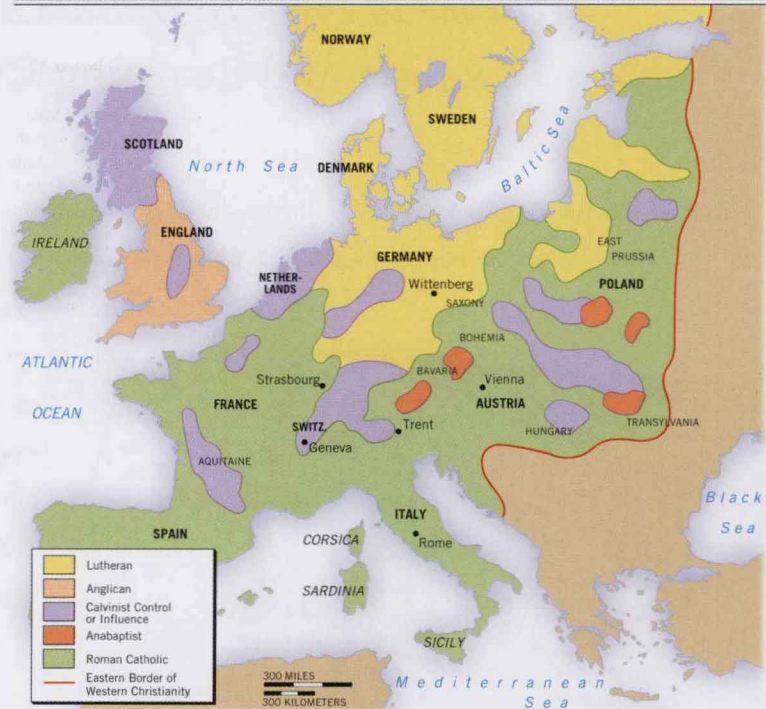 NORWAY
SWEDEN
SCOTLAND
North Sea
DENMARK
Baltic Sea
IRELAND
ENGLAND
NETHER-
LANDS
GERMANY
Wittenberg
SAXONY
EAST
PRUSSIA
POLAND
BOHEMIA
BAVARIA
ATLANTIC
OCEAN
Strasbourg
Vienna
FRANCE
AUSTRIA
SWITZ.
Geneva
Trent
HUNGARY
TRANSYLVANIA
AQUITAINE
Black
Sea
ITALY
Rome
SPAIN
CORSICA
SARDINIA
SICILY
Mediterranean
Sea
Lutheran
Anglican
Calvinist Control
or Influence
Anabaptist
Roman Catholic
Eastern Border of
Western Christianity
300 MILES
300 KILOMETERS